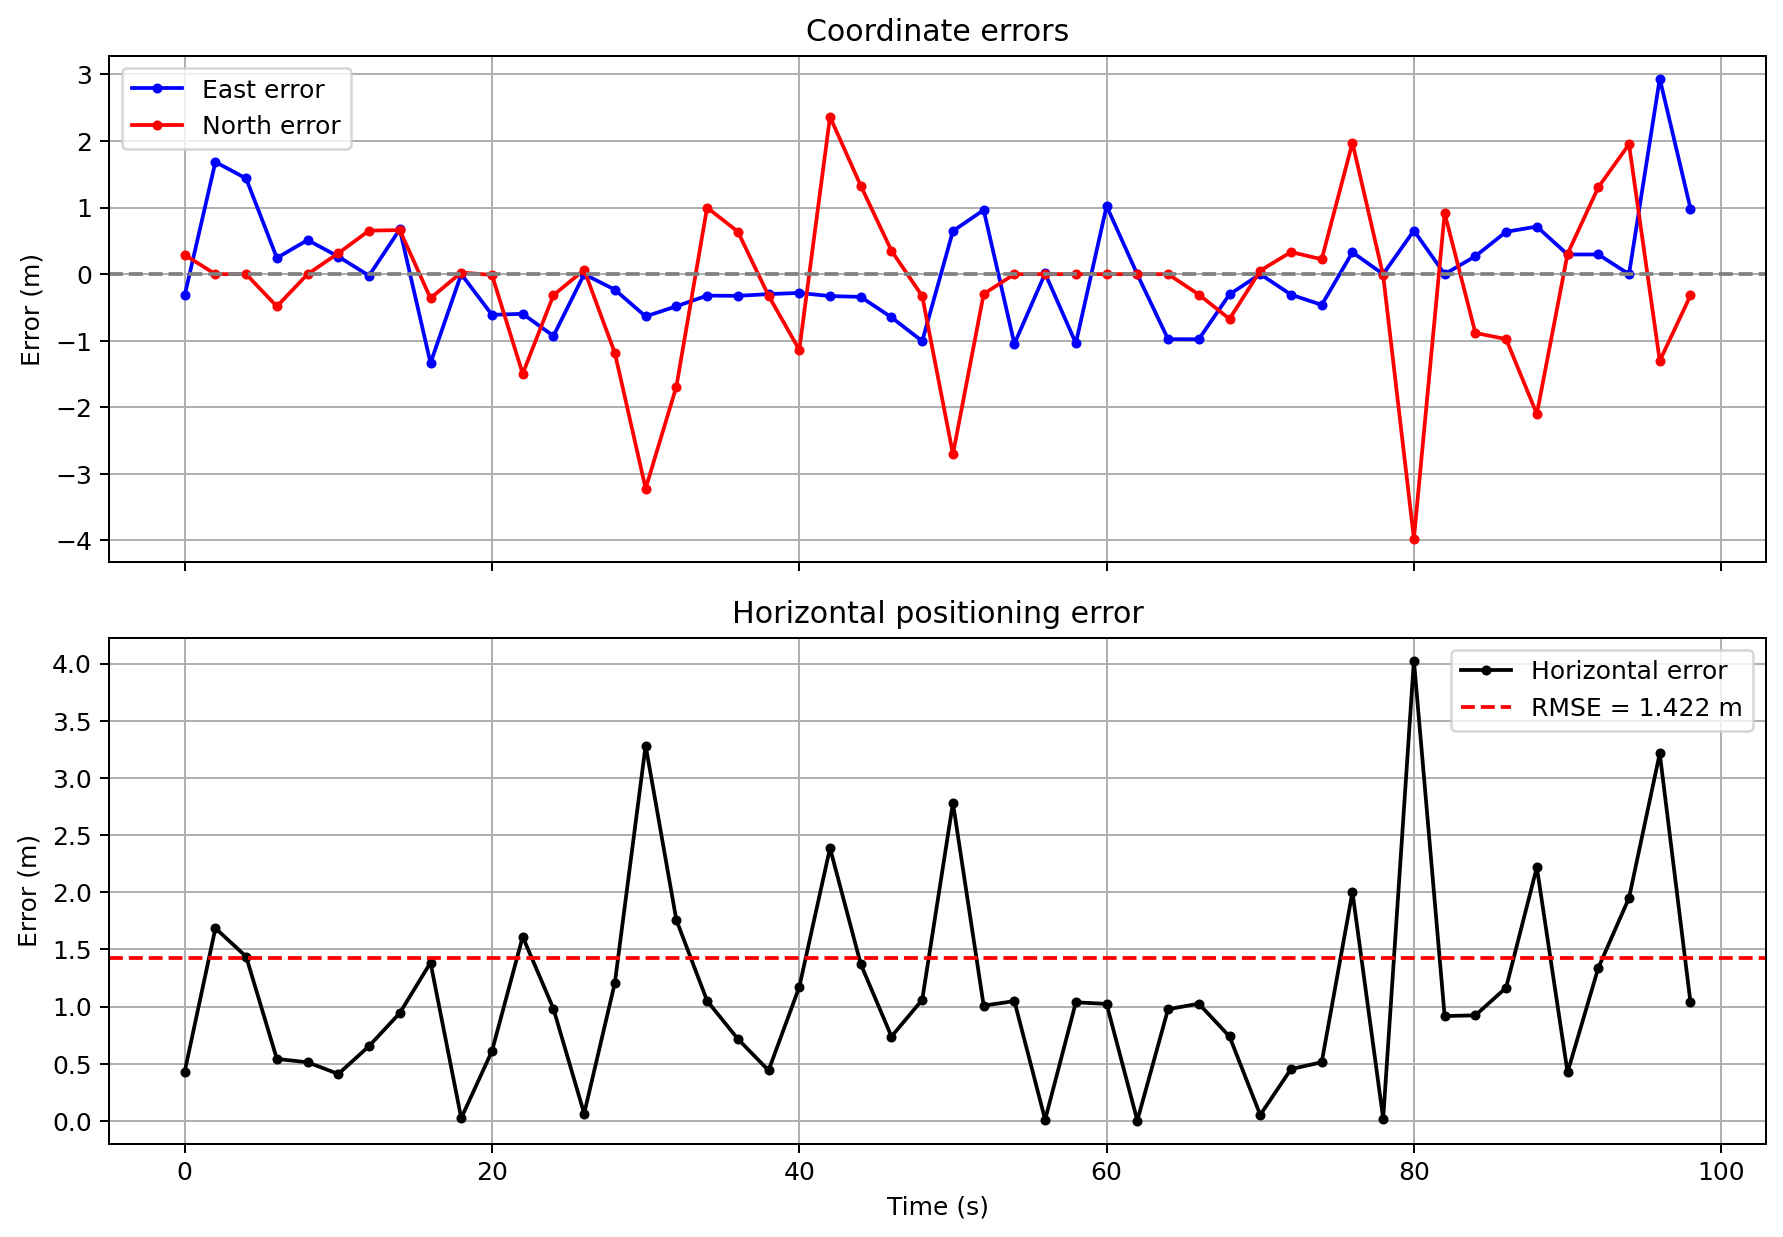 Coordinate errors
East error
North error
3
2
1
0
−1
−2
−3
−4
Error (m)
Horizontal positioning error
Horizontal error
RMSE = 1.422 m
4.0
3.5
3.0
2.5
2.0
1.5
1.0
0.5
0.0
Error (m)
0 20 40 60 80 100
Time (s)